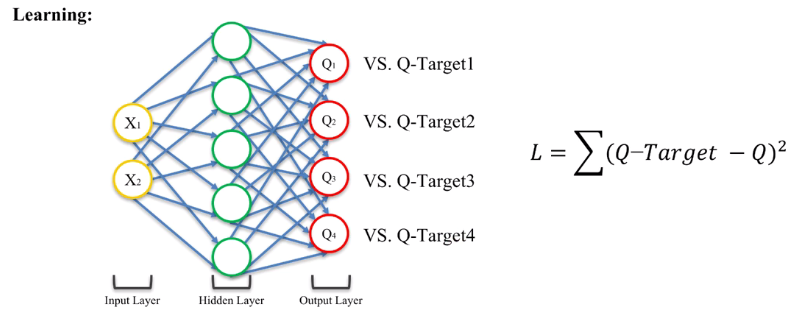 Learning:
X₁
X₂
Q₁
Q₂
Q₃
Q₄
VS. Q-Target1
VS. Q-Target2
VS. Q-Target3
VS. Q-Target4
L = ∑(Q−Target − Q)²
Input Layer
Hidden Layer
Output Layer